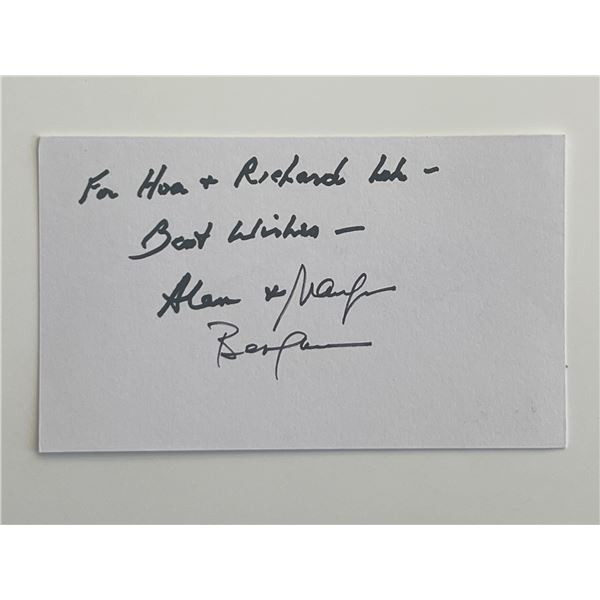 For Hoa + Richard Loh —
Best Wishes —
Alan + Marilyn
Bergman